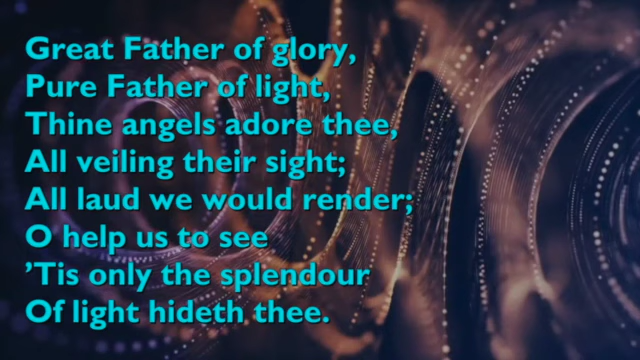 Great Father of glory,
Pure Father of light,
Thine angels adore thee,
All veiling their sight;
All laud we would render;
O help us to see
’Tis only the splendour
Of light hideth thee.